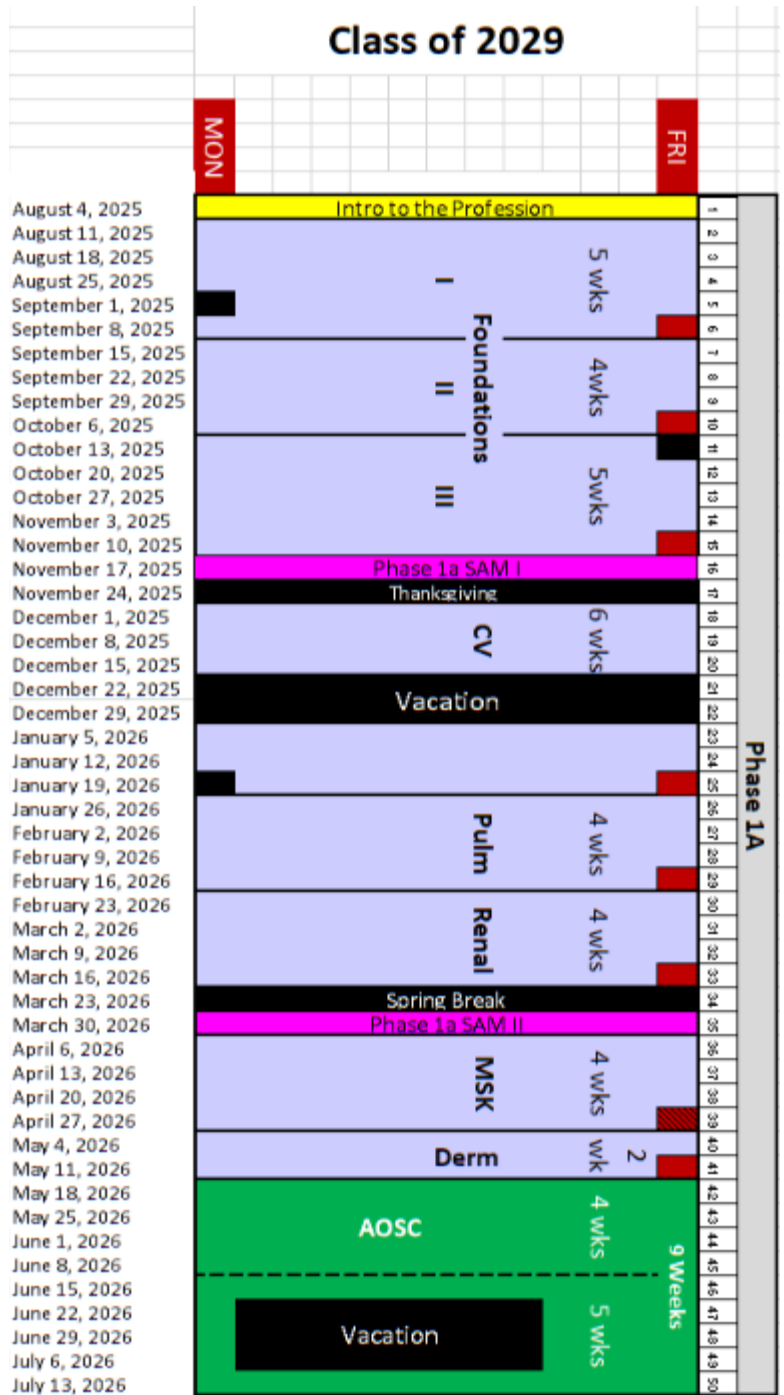 Class of 2029
MON
FRI
August 4, 2025 Intro to the Profession 1
August 11, 2025 2
August 18, 2025 3
August 25, 2025 4
September 1, 2025 5
September 8, 2025 6
I
5 wks
Foundations
September 15, 2025 7
September 22, 2025 8
September 29, 2025 9
October 6, 2025 10
II
4wks
October 13, 2025 11
October 20, 2025 12
October 27, 2025 13
November 3, 2025 14
November 10, 2025 15
III
5wks
November 17, 2025 Phase 1a SAM I 16
November 24, 2025 Thanksgiving 17
December 1, 2025 18
December 8, 2025 19
December 15, 2025 20
CV
6 wks
December 22, 2025 21
December 29, 2025 22
Vacation
January 5, 2026 23
January 12, 2026 24
January 19, 2026 25
Phase 1A
January 26, 2026 26
February 2, 2026 27
February 9, 2026 28
February 16, 2026 29
Pulm
4 wks
February 23, 2026 30
March 2, 2026 31
March 9, 2026 32
March 16, 2026 33
Renal
4 wks
March 23, 2026 Spring Break 34
March 30, 2026 Phase 1a SAM II 35
April 6, 2026 36
April 13, 2026 37
April 20, 2026 38
April 27, 2026 39
MSK
4 wks
May 4, 2026 40
May 11, 2026 41
Derm
2
wk
May 18, 2026 42
May 25, 2026 43
June 1, 2026 44
June 8, 2026 45
AOSC
4 wks
9 Weeks
June 15, 2026 46
June 22, 2026 47
June 29, 2026 48
July 6, 2026 49
July 13, 2026 50
Vacation
5 wks